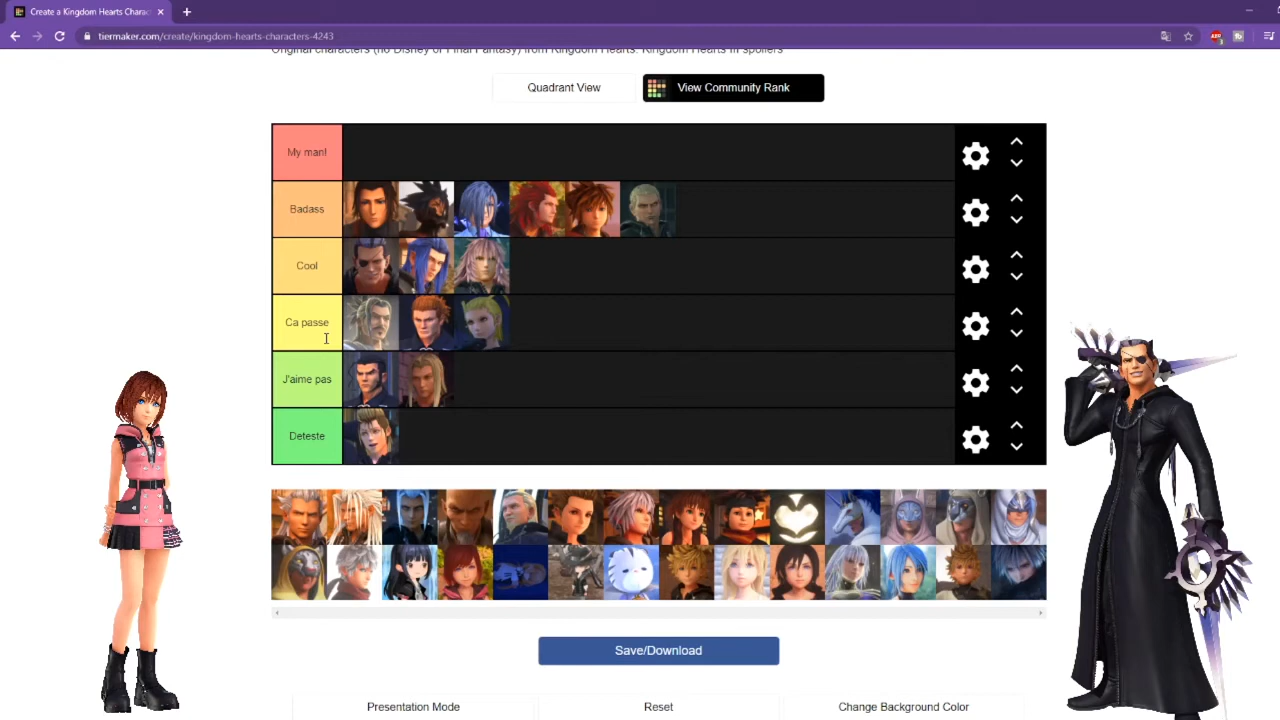 Create a Kingdom Hearts Charac
tiermaker.com/create/kingdom-hearts-characters-4243
Original characters (no Disney or Final Fantasy) from Kingdom Hearts. Kingdom Hearts III spoilers
Quadrant View
View Community Rank
My man!
Badass
Cool
Ca passe
J'aime pas
Deteste
Save/Download
Presentation Mode
Reset
Change Background Color